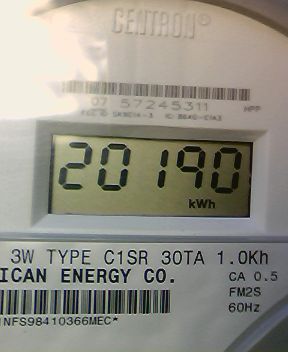 CENTRON®
07 57245311 HPP
20190
kWh
3W TYPE C1SR 30TA 1.0Kh
ICAN ENERGY CO. CA 0.5
FM2S
NFS98410366MEC* 60Hz